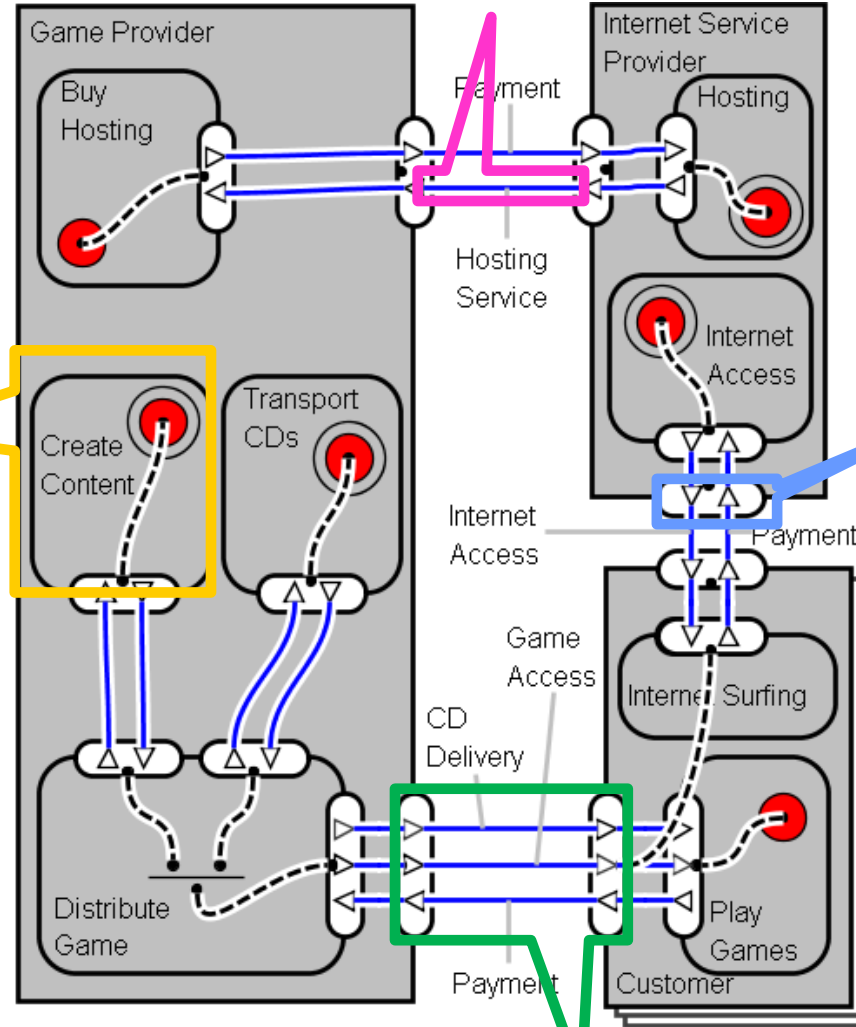 Game Provider
Buy
Hosting
Payment
Hosting
Service
Internet Service
Provider
Hosting
Internet
Access
Create
Content
Transport
CDs
Internet
Access
Payment
Game
Access
CD
Delivery
Internet Surfing
Distribute
Game
Payment
Play
Games
Customer